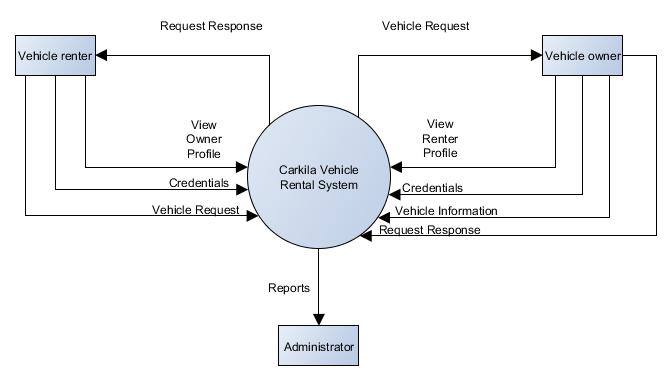 Request Response
Vehicle Request
Vehicle renter
Vehicle owner
View
Owner
Profile
View
Renter
Profile
Carkila Vehicle
Rental System
Credentials
Credentials
Vehicle Request
Vehicle Information
Request Response
Reports
Administrator